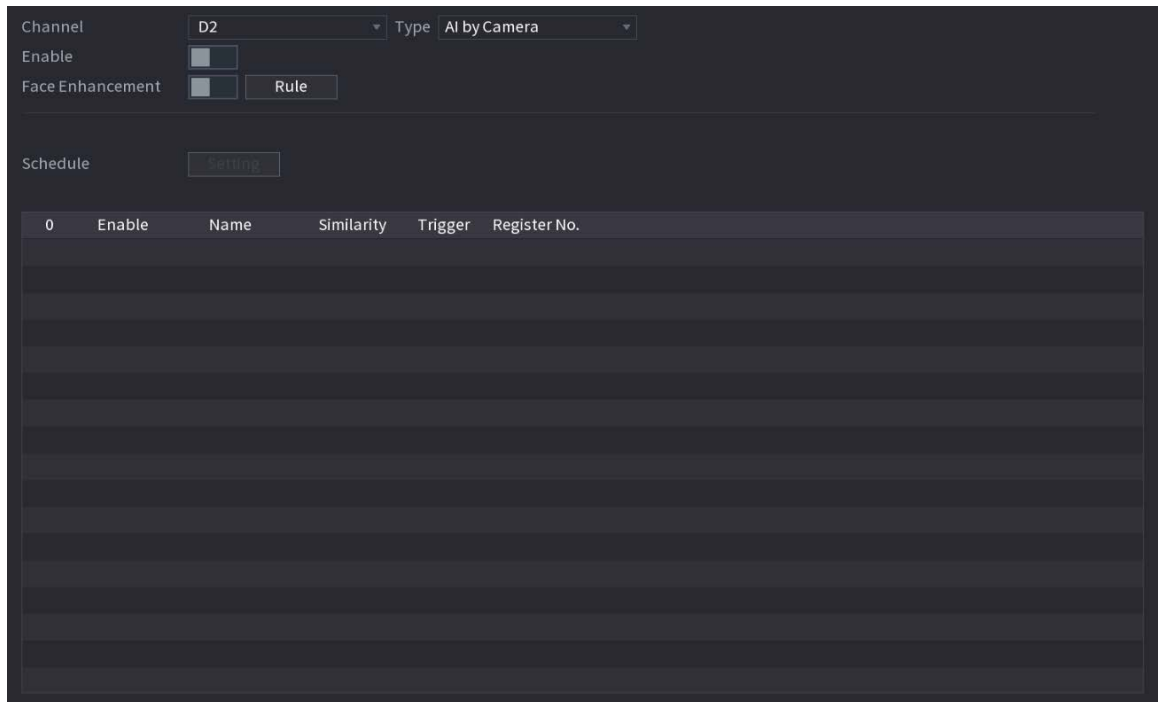 Channel D2 Type AI by Camera
Enable
Face Enhancement Rule
Schedule Setting
0 Enable Name Similarity Trigger Register No.